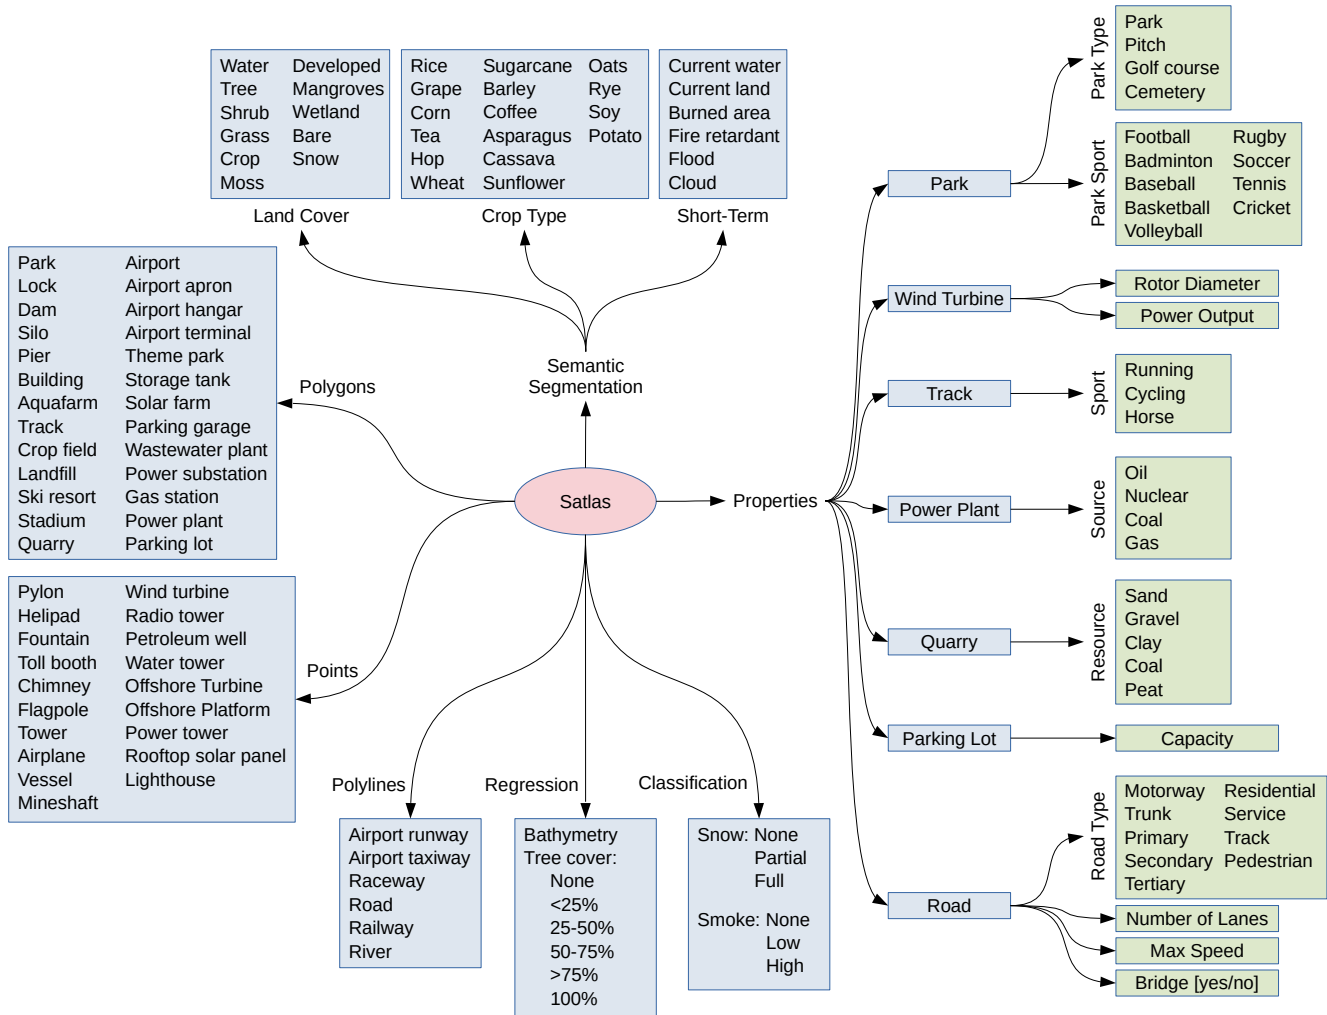 Water Developed
Tree Mangroves
Shrub Wetland
Grass Bare
Crop Snow
Moss
Land Cover
Rice Sugarcane Oats
Grape Barley Rye
Corn Coffee Soy
Tea Asparagus Potato
Hop Cassava
Wheat Sunflower
Crop Type
Current water
Current land
Burned area
Fire retardant
Flood
Cloud
Short-Term
Semantic
Segmentation
Park Airport
Lock Airport apron
Dam Airport hangar
Silo Airport terminal
Pier Theme park
Building Storage tank
Aquafarm Solar farm
Track Parking garage
Crop field Wastewater plant
Landfill Power substation
Ski resort Gas station
Stadium Power plant
Quarry Parking lot
Polygons
Satlas
Properties
Pylon Wind turbine
Helipad Radio tower
Fountain Petroleum well
Toll booth Water tower
Chimney Offshore Turbine
Flagpole Offshore Platform
Tower Power tower
Airplane Rooftop solar panel
Vessel Lighthouse
Mineshaft
Points
Polylines
Airport runway
Airport taxiway
Raceway
Road
Railway
River
Regression
Bathymetry
Tree cover:
None
<25%
25-50%
50-75%
>75%
100%
Classification
Snow: None
Partial
Full
Smoke: None
Low
High
Park
Park Type
Park
Pitch
Golf course
Cemetery
Park Sport
Football Rugby
Badminton Soccer
Baseball Tennis
Basketball Cricket
Volleyball
Wind Turbine
Rotor Diameter
Power Output
Track
Sport
Running
Cycling
Horse
Power Plant
Source
Oil
Nuclear
Coal
Gas
Quarry
Resource
Sand
Gravel
Clay
Coal
Peat
Parking Lot
Capacity
Road
Road Type
Motorway Residential
Trunk Service
Primary Track
Secondary Pedestrian
Tertiary
Number of Lanes
Max Speed
Bridge [yes/no]